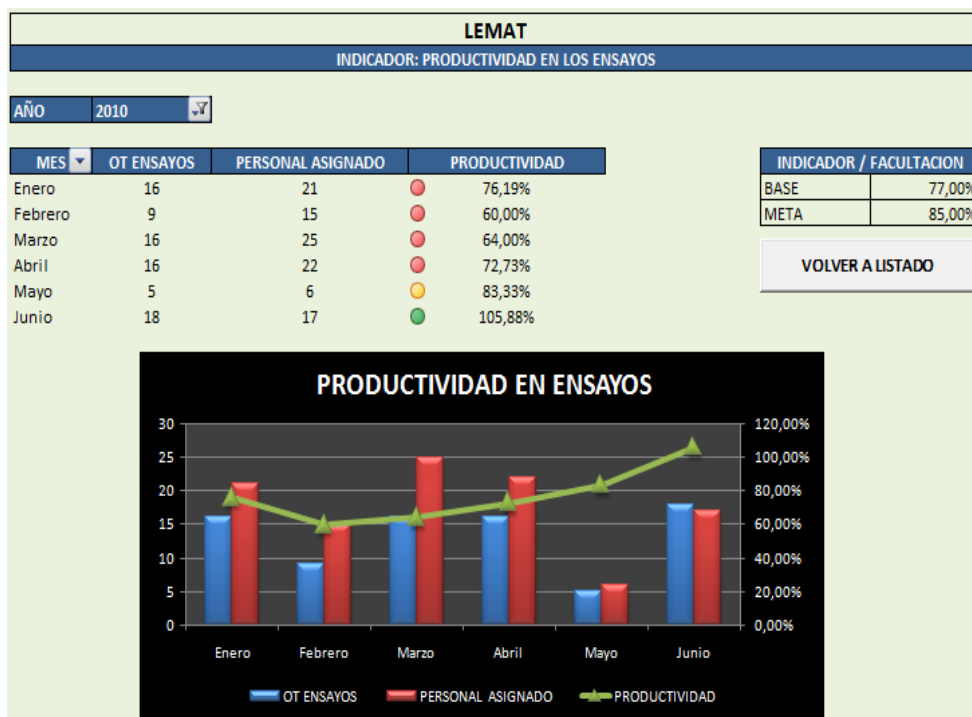 LEMAT
INDICADOR: PRODUCTIVIDAD EN LOS ENSAYOS
AÑO 2010
MES OT ENSAYOS PERSONAL ASIGNADO PRODUCTIVIDAD
Enero 16 21 76,19%
Febrero 9 15 60,00%
Marzo 16 25 64,00%
Abril 16 22 72,73%
Mayo 5 6 83,33%
Junio 18 17 105,88%
INDICADOR / FACULTACION
BASE 77,00%
META 85,00%
VOLVER A LISTADO
PRODUCTIVIDAD EN ENSAYOS
30 120,00%
25 100,00%
20 80,00%
15 60,00%
10 40,00%
5 20,00%
0 0,00%
Enero Febrero Marzo Abril Mayo Junio
OT ENSAYOS PERSONAL ASIGNADO PRODUCTIVIDAD